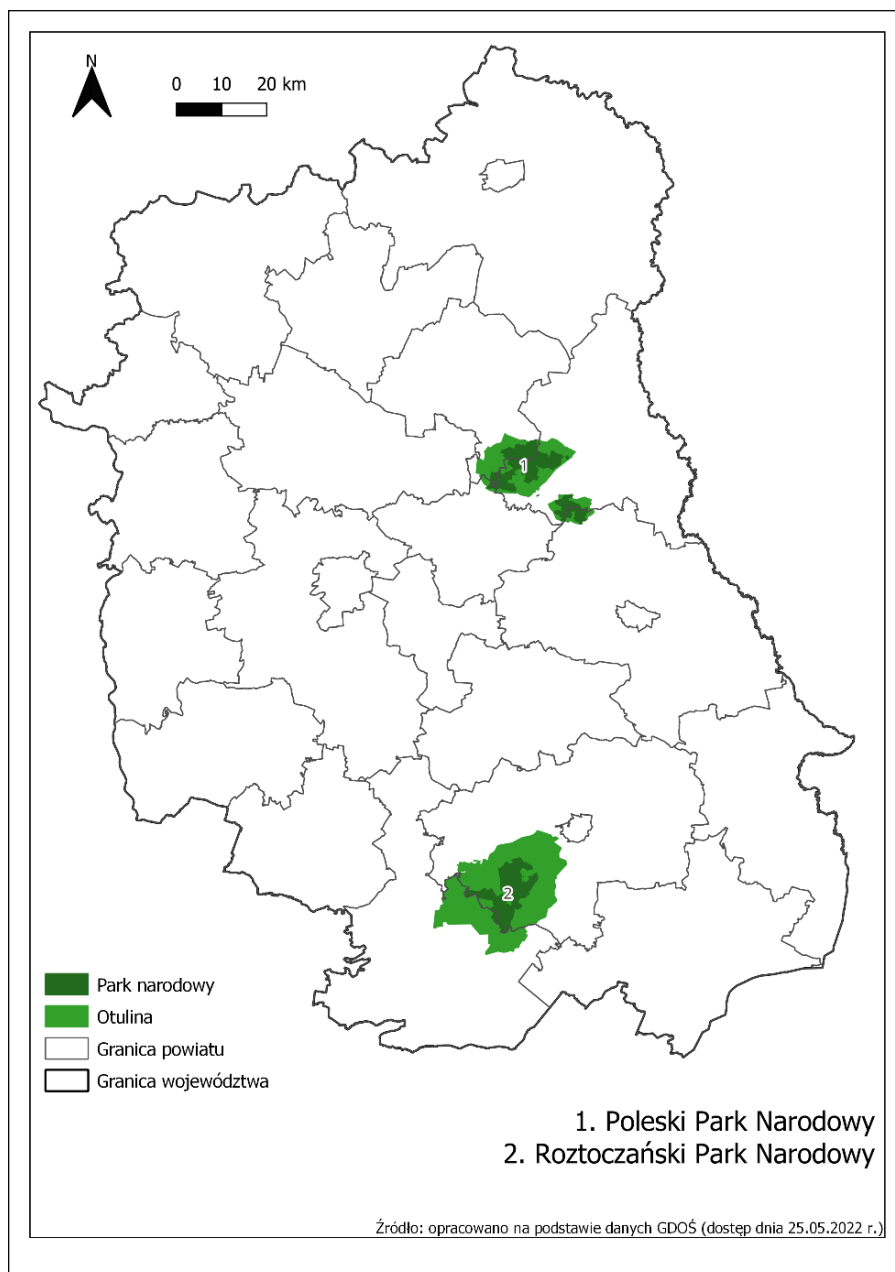 N
0 10 20 km
1
2
Park narodowy
Otulina
Granica powiatu
Granica województwa
1. Poleski Park Narodowy
2. Roztoczański Park Narodowy
Źródło: opracowano na podstawie danych GDOŚ (dostęp dnia 25.05.2022 r.)